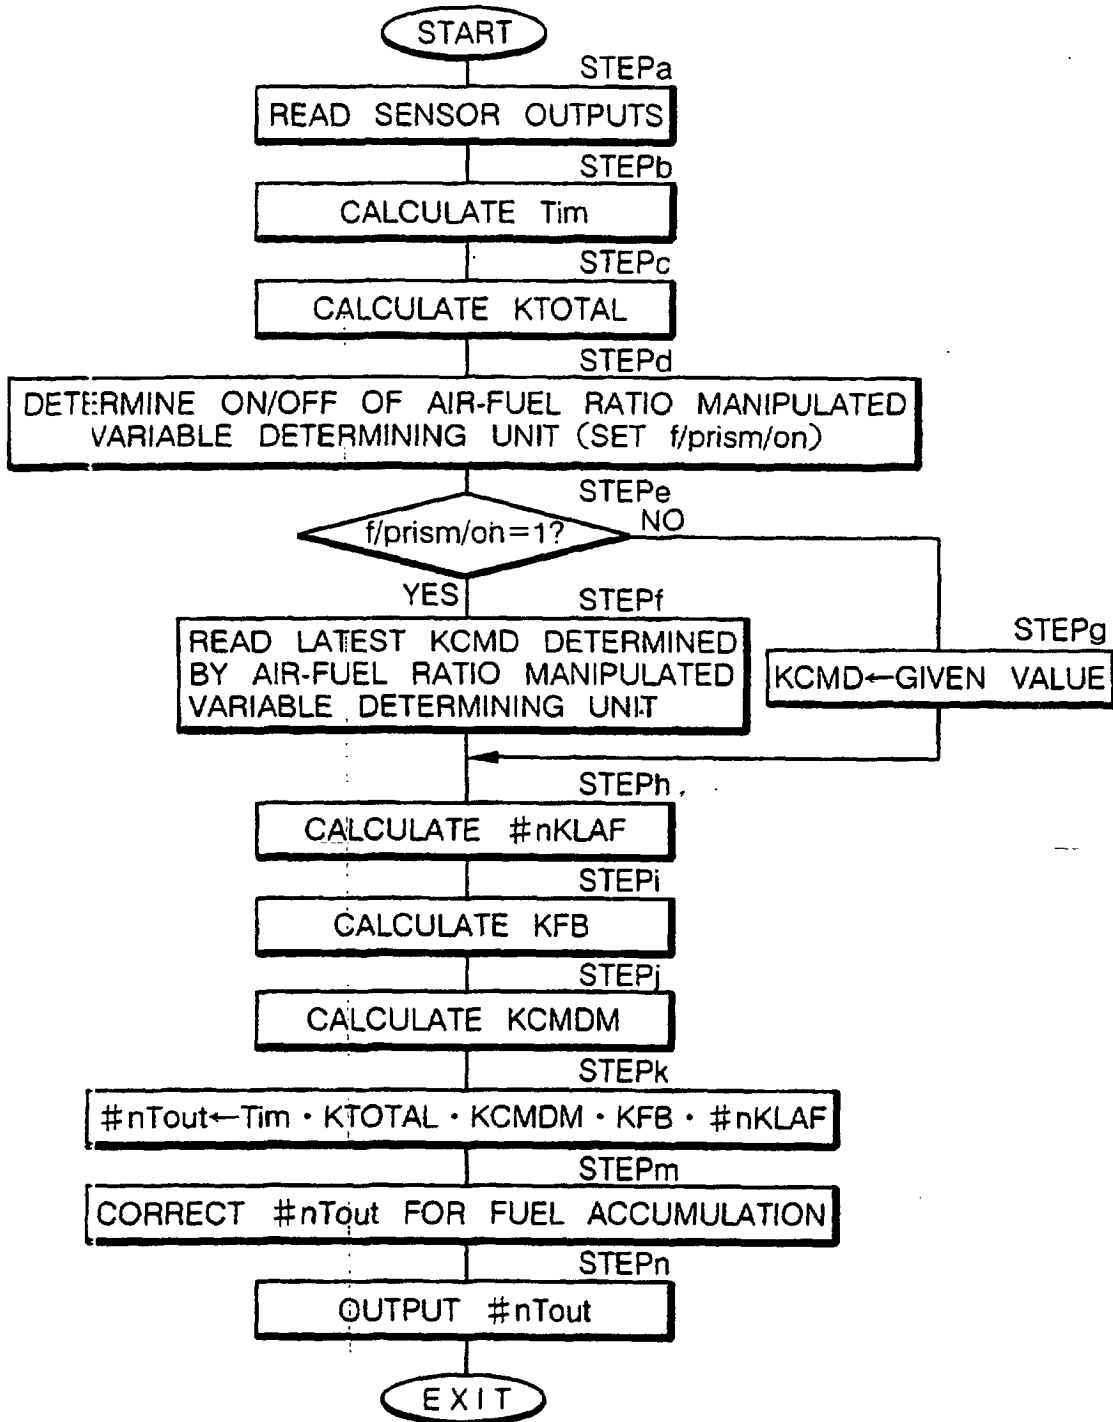 START
STEPa
READ SENSOR OUTPUTS
STEPb
CALCULATE Tim
STEPc
CALCULATE KTOTAL
STEPd
DETERMINE ON/OFF OF AIR-FUEL RATIO MANIPULATED
VARIABLE DETERMINING UNIT (SET f/prism/on)
STEPe
f/prism/on=1?
NO
YES
STEPf
READ LATEST KCMD DETERMINED
BY AIR-FUEL RATIO MANIPULATED
VARIABLE DETERMINING UNIT
STEPg
KCMD←GIVEN VALUE
STEPh
CALCULATE #nKLAF
STEPi
CALCULATE KFB
STEPj
CALCULATE KCMDM
STEPk
#nTout←Tim · KTOTAL · KCMDM · KFB · #nKLAF
STEPm
CORRECT #nTout FOR FUEL ACCUMULATION
STEPn
OUTPUT #nTout
EXIT